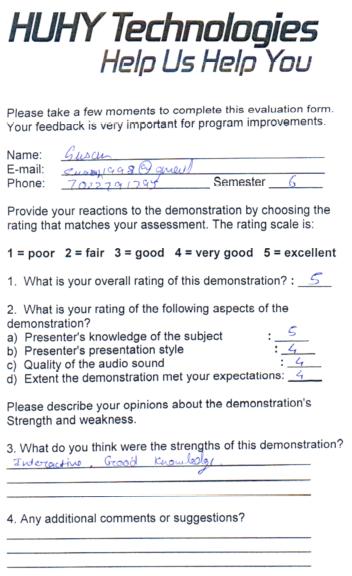 HUHY Technologies
Help Us Help You
Please take a few moments to complete this evaluation form.
Your feedback is very important for program improvements.
Name: Susan
E-mail:
Phone: Semester 6
Provide your reactions to the demonstration by choosing the
rating that matches your assessment. The rating scale is:
1 = poor 2 = fair 3 = good 4 = very good 5 = excellent
1. What is your overall rating of this demonstration? : 5
2. What is your rating of the following aspects of the
demonstration?
a) Presenter's knowledge of the subject : 5
b) Presenter's presentation style : 4
c) Quality of the audio sound : 4
d) Extent the demonstration met your expectations: 4
Please describe your opinions about the demonstration's
Strength and weakness.
3. What do you think were the strengths of this demonstration?
Interactive, Good knowledge.
4. Any additional comments or suggestions?